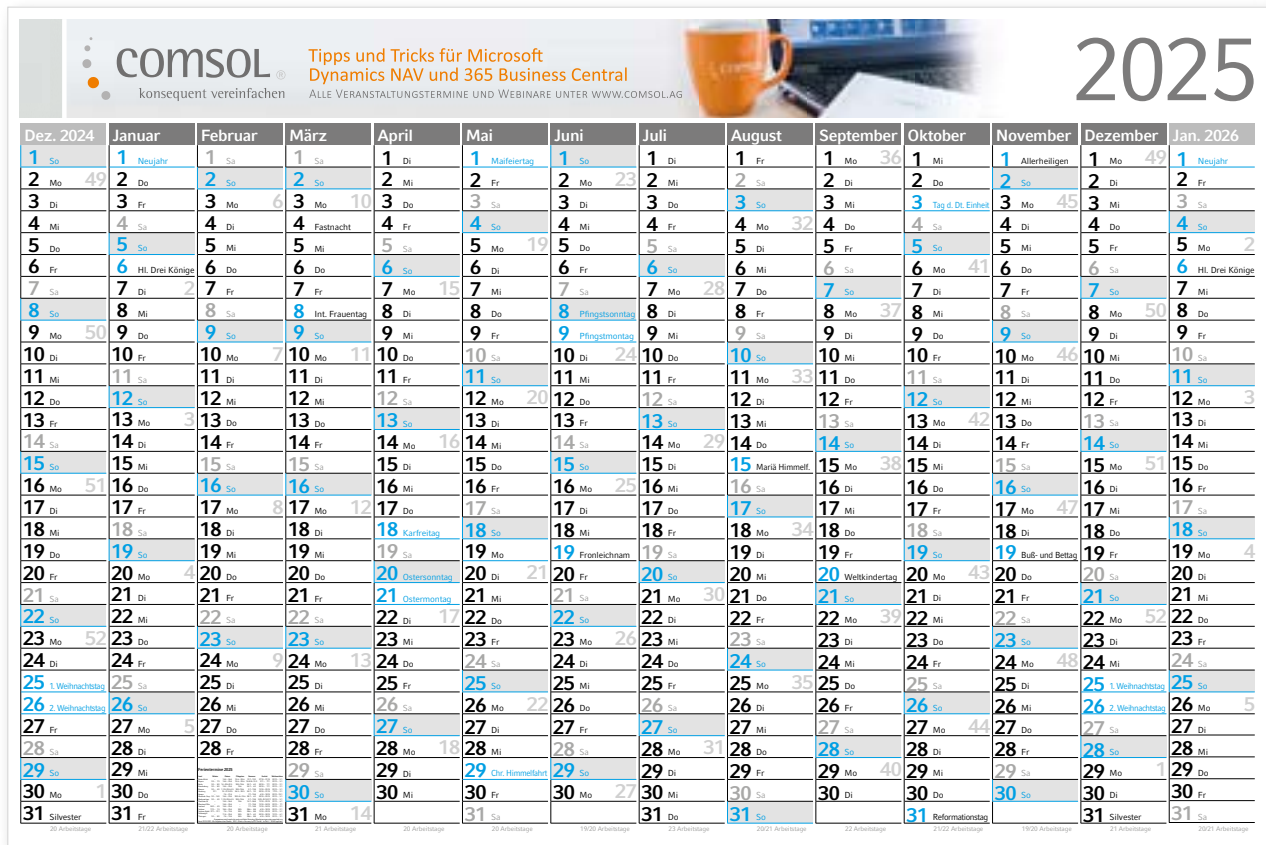 comsol ®
konsequent vereinfachen
Tipps und Tricks für Microsoft
Dynamics NAV und 365 Business Central
ALLE VERANSTALTUNGSTERMINE UND WEBINARE UNTER WWW.COMSOL.AG
2025
Dez. 2024 Januar Februar März April Mai Juni Juli August September Oktober November Dezember Jan. 2026
1 So 1 Neujahr 1 Sa 1 Sa 1 Di 1 Maifeiertag 1 So 1 Di 1 Fr 1 Mo 36 1 Mi 1 Allerheiligen 1 Mo 49 1 Neujahr
2 Mo 49 2 Do 2 So 2 So 2 Mi 2 Fr 2 Mo 23 2 Mi 2 Sa 2 Di 2 Do 2 So 2 Di 2 Fr
3 Di 3 Fr 3 Mo 6 3 Mo 10 3 Do 3 Sa 3 Di 3 Do 3 So 3 Mi 3 Tag d. Dt. Einheit 3 Mo 45 3 Mi 3 Sa
4 Mi 4 Sa 4 Di 4 Fastnacht 4 Fr 4 So 4 Mi 4 Fr 4 Mo 32 4 Do 4 Sa 4 Di 4 Do 4 So
5 Do 5 So 5 Mi 5 Mi 5 Sa 5 Mo 19 5 Do 5 Sa 5 Di 5 Fr 5 So 5 Mi 5 Fr 5 Mo 2
6 Fr 6 Hl. Drei Könige 6 Do 6 Do 6 So 6 Di 6 Fr 6 So 6 Mi 6 Sa 6 Mo 41 6 Do 6 Sa 6 Hl. Drei Könige
7 Sa 7 Di 2 7 Fr 7 Fr 7 Mo 15 7 Mi 7 Sa 7 Mo 28 7 Do 7 So 7 Di 7 Fr 7 So 7 Mi
8 So 8 Mi 8 Sa 8 Int. Frauentag 8 Di 8 Do 8 Pfingstsonntag 8 Di 8 Fr 8 Mo 37 8 Mi 8 Sa 8 Mo 50 8 Do
9 Mo 50 9 Do 9 So 9 So 9 Mi 9 Fr 9 Pfingstmontag 9 Mi 9 Sa 9 Di 9 Do 9 So 9 Di 9 Fr
10 Di 10 Fr 10 Mo 7 10 Mo 11 10 Do 10 Sa 10 Di 24 10 Do 10 So 10 Mi 10 Fr 10 Mo 46 10 Mi 10 Sa
11 Mi 11 Sa 11 Di 11 Di 11 Fr 11 So 11 Mi 11 Fr 11 Mo 33 11 Do 11 Sa 11 Di 11 Do 11 So
12 Do 12 So 12 Mi 12 Mi 12 Sa 12 Mo 20 12 Do 12 Sa 12 Di 12 Fr 12 So 12 Mi 12 Fr 12 Mo 3
13 Fr 13 Mo 3 13 Do 13 Do 13 So 13 Di 13 Fr 13 So 13 Mi 13 Sa 13 Mo 42 13 Do 13 Sa 13 Di
14 Sa 14 Di 14 Fr 14 Fr 14 Mo 16 14 Mi 14 Sa 14 Mo 29 14 Do 14 So 14 Di 14 Fr 14 So 14 Mi
15 So 15 Mi 15 Sa 15 Sa 15 Di 15 Do 15 So 15 Di 15 Mariä Himmelf. 15 Mo 38 15 Mi 15 Sa 15 Mo 51 15 Do
16 Mo 51 16 Do 16 So 16 So 16 Mi 16 Fr 16 Mo 25 16 Mi 16 Sa 16 Di 16 Do 16 So 16 Di 16 Fr
17 Di 17 Fr 17 Mo 8 17 Mo 12 17 Do 17 Sa 17 Di 17 Do 17 So 17 Mi 17 Fr 17 Mo 47 17 Mi 17 Sa
18 Mi 18 Sa 18 Di 18 Di 18 Karfreitag 18 So 18 Mi 18 Fr 18 Mo 34 18 Do 18 Sa 18 Di 18 Do 18 So
19 Do 19 So 19 Mi 19 Mi 19 Sa 19 Mo 19 Fronleichnam 19 Sa 19 Di 19 Fr 19 So 19 Buß- und Bettag 19 Fr 19 Mo 4
20 Fr 20 Mo 4 20 Do 20 Do 20 Ostersonntag 20 Di 21 20 Fr 20 So 20 Mi 20 Weltkindertag 20 Mo 43 20 Do 20 Sa 20 Di
21 Sa 21 Di 21 Fr 21 Fr 21 Ostermontag 21 Mi 21 Sa 21 Mo 30 21 Do 21 So 21 Di 21 Fr 21 So 21 Mi
22 So 22 Mi 22 Sa 22 Sa 22 Di 17 22 Do 22 So 22 Di 22 Fr 22 Mo 39 22 Mi 22 Sa 22 Mo 52 22 Do
23 Mo 52 23 Do 23 So 23 So 23 Mi 23 Fr 23 Mo 26 23 Mi 23 Sa 23 Di 23 Do 23 So 23 Di 23 Fr
24 Di 24 Fr 24 Mo 9 24 Mo 13 24 Do 24 Sa 24 Di 24 Do 24 So 24 Mi 24 Fr 24 Mo 48 24 Mi 24 Sa
25 1. Weihnachtstag 25 Sa 25 Di 25 Di 25 Fr 25 So 25 Mi 25 Fr 25 Mo 35 25 Do 25 Sa 25 Di 25 1. Weihnachtstag 25 So
26 2. Weihnachtstag 26 So 26 Mi 26 Mi 26 Sa 26 Mo 22 26 Do 26 Sa 26 Di 26 Fr 26 So 26 Mi 26 2. Weihnachtstag 26 Mo 5
27 Fr 27 Mo 5 27 Do 27 Do 27 So 27 Di 27 Fr 27 So 27 Mi 27 Sa 27 Mo 44 27 Do 27 Sa 27 Di
28 Sa 28 Di 28 Fr 28 Fr 28 Mo 18 28 Mi 28 Sa 28 Mo 31 28 Do 28 So 28 Di 28 Fr 28 So 28 Mi
29 So 29 Mi 29 Sa 29 Di 29 Chr. Himmelfahrt 29 So 29 Di 29 Fr 29 Mo 40 29 Mi 29 Sa 29 Mo 1 29 Do
30 Mo 1 30 Do 30 So 30 Mi 30 Fr 30 Mo 27 30 Mi 30 Sa 30 Di 30 Do 30 So 30 Di 30 Fr
31 Silvester 31 Fr 31 Mo 14 31 Sa 31 Do 31 So 31 Reformationstag 31 Silvester 31 Sa
20 Arbeitstage 21/22 Arbeitstage 20 Arbeitstage 21 Arbeitstage 20 Arbeitstage 20 Arbeitstage 19/20 Arbeitstage 23 Arbeitstage 20/21 Arbeitstage 22 Arbeitstage 21/22 Arbeitstage 19/20 Arbeitstage 21 Arbeitstage 20/21 Arbeitstage